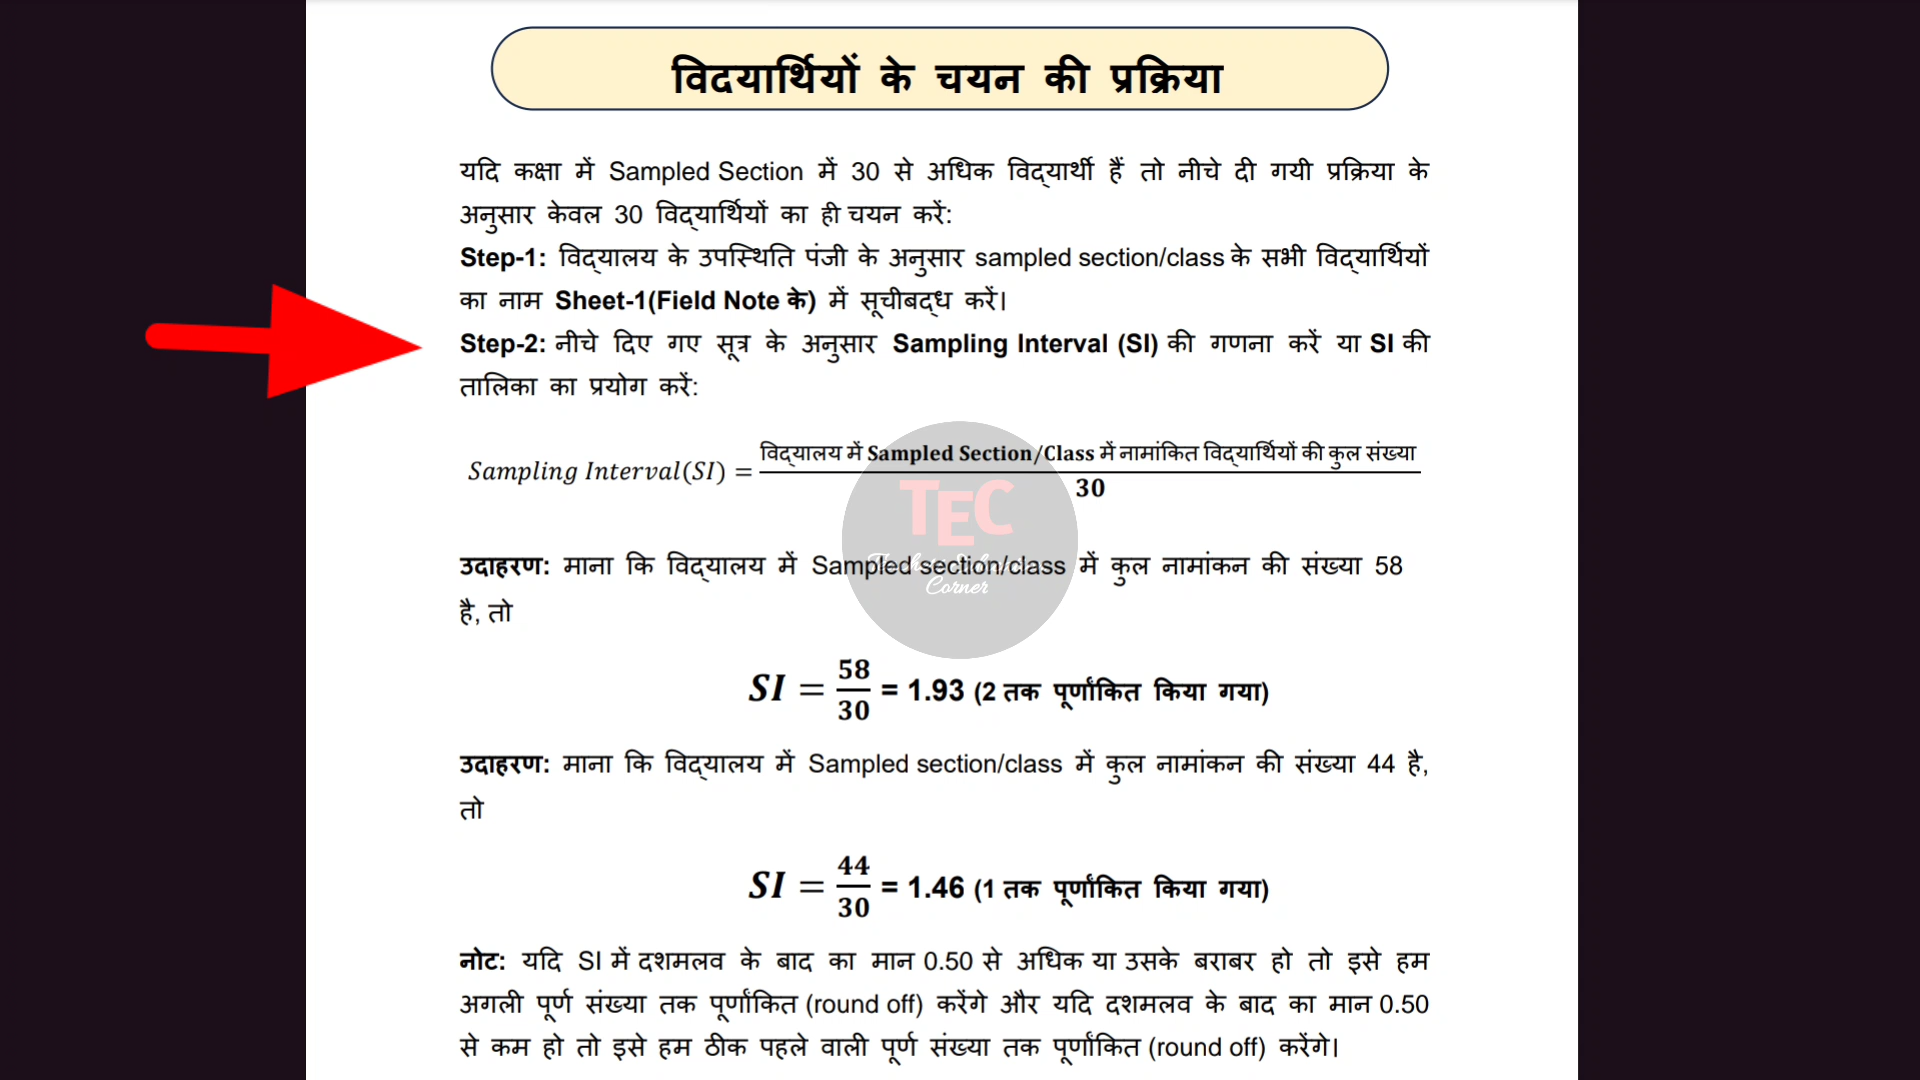 विदयार्थियों के चयन की प्रक्रिया
यदि कक्षा में Sampled Section में 30 से अधिक विद्यार्थी हैं तो नीचे दी गयी प्रक्रिया के
अनुसार केवल 30 विद्यार्थियों का ही चयन करें:
Step-1: विद्यालय के उपस्थिति पंजी के अनुसार sampled section/class के सभी विद्यार्थियों
का नाम Sheet-1(Field Note के) में सूचीबद्ध करें।
Step-2: नीचे दिए गए सूत्र के अनुसार Sampling Interval (SI) की गणना करें या SI की
तालिका का प्रयोग करें:
विद्यालय में Sampled Section/Class में नामांकित विद्यार्थियों की कुल संख्या
Sampling Interval(SI) =
30
TEC
Corner
उदाहरण: माना कि विद्यालय में Sampled section/class में कुल नामांकन की संख्या 58
है, तो
SI = 58/30 = 1.93 (2 तक पूर्णांकित किया गया)
उदाहरण: माना कि विद्यालय में Sampled section/class में कुल नामांकन की संख्या 44 है,
तो
SI = 44/30 = 1.46 (1 तक पूर्णांकित किया गया)
नोट: यदि SI में दशमलव के बाद का मान 0.50 से अधिक या उसके बराबर हो तो इसे हम
अगली पूर्ण संख्या तक पूर्णांकित (round off) करेंगे और यदि दशमलव के बाद का मान 0.50
से कम हो तो इसे हम ठीक पहले वाली पूर्ण संख्या तक पूर्णांकित (round off) करेंगे।